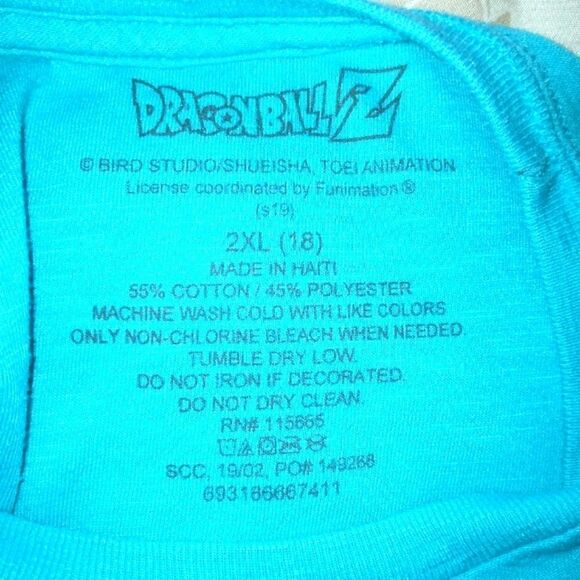 DRAGONBALL Z
© BIRD STUDIO/SHUEISHA, TOEI ANIMATION
License coordinated by Funimation®
(s19)
2XL (18)
MADE IN HAITI
55% COTTON / 45% POLYESTER
MACHINE WASH COLD WITH LIKE COLORS
ONLY NON-CHLORINE BLEACH WHEN NEEDED.
TUMBLE DRY LOW.
DO NOT IRON IF DECORATED.
DO NOT DRY CLEAN.
RN# 115665
SCC, 19/02, PO# 149268
693186667411